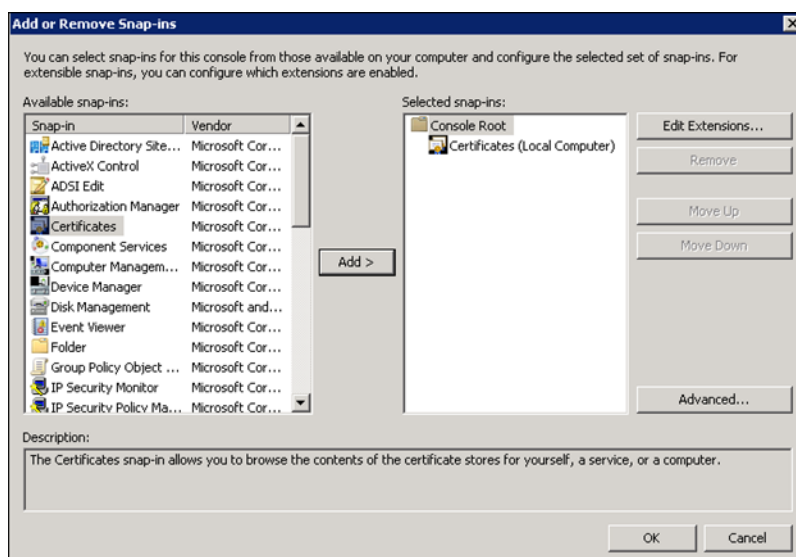 Add or Remove Snap-ins
You can select snap-ins for this console from those available on your computer and configure the selected set of snap-ins. For
extensible snap-ins, you can configure which extensions are enabled.
Available snap-ins:
Snap-in Vendor
Active Directory Site... Microsoft Cor...
ActiveX Control Microsoft Cor...
ADSI Edit Microsoft Cor...
Authorization Manager Microsoft Cor...
Certificates Microsoft Cor...
Component Services Microsoft Cor...
Computer Managem... Microsoft Cor...
Device Manager Microsoft Cor...
Disk Management Microsoft and...
Event Viewer Microsoft Cor...
Folder Microsoft Cor...
Group Policy Object ... Microsoft Cor...
IP Security Monitor Microsoft Cor...
IP Security Policy Ma... Microsoft Cor...
Add >
Selected snap-ins:
Console Root
Certificates (Local Computer)
Edit Extensions...
Remove
Move Up
Move Down
Advanced...
Description:
The Certificates snap-in allows you to browse the contents of the certificate stores for yourself, a service, or a computer.
OK
Cancel